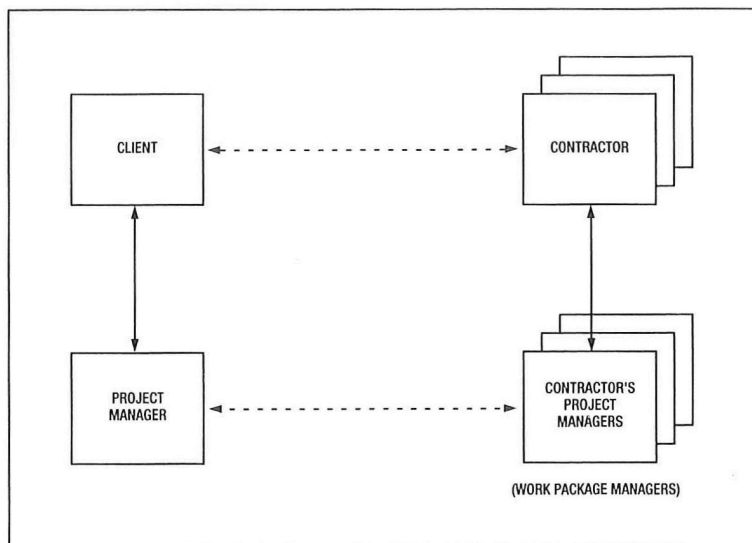 CLIENT
CONTRACTOR
PROJECT
MANAGER
CONTRACTOR'S
PROJECT
MANAGERS
(WORK PACKAGE MANAGERS)